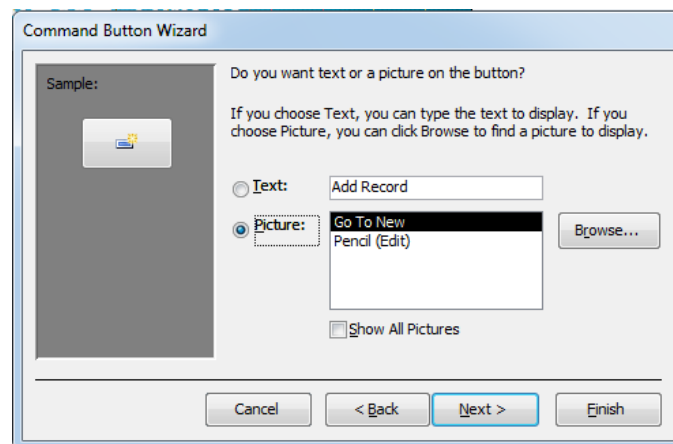 Command Button Wizard
Sample:
Do you want text or a picture on the button?
If you choose Text, you can type the text to display. If you
choose Picture, you can click Browse to find a picture to display.
Text:
Add Record
Picture:
Go To New
Pencil (Edit)
Browse...
Show All Pictures
Cancel
< Back
Next >
Finish